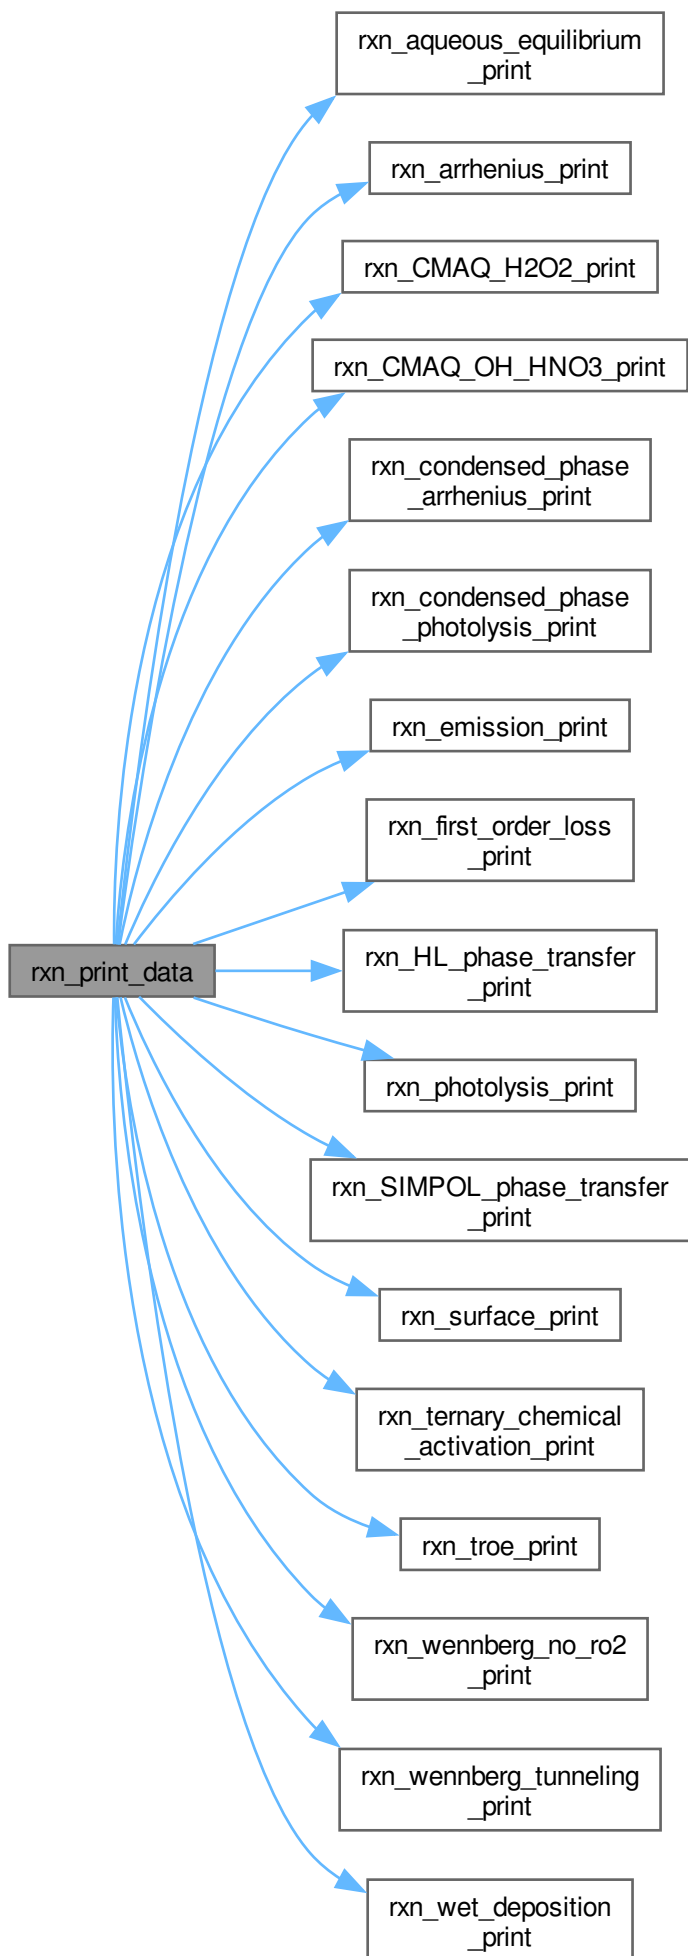 rxn_aqueous_equilibrium
_print
rxn_arrhenius_print
rxn_CMAQ_H2O2_print
rxn_CMAQ_OH_HNO3_print
rxn_condensed_phase
_arrhenius_print
rxn_condensed_phase
_photolysis_print
rxn_emission_print
rxn_first_order_loss
_print
rxn_print_data
rxn_HL_phase_transfer
_print
rxn_photolysis_print
rxn_SIMPOL_phase_transfer
_print
rxn_surface_print
rxn_ternary_chemical
_activation_print
rxn_troe_print
rxn_wennberg_no_ro2
_print
rxn_wennberg_tunneling
_print
rxn_wet_deposition
_print